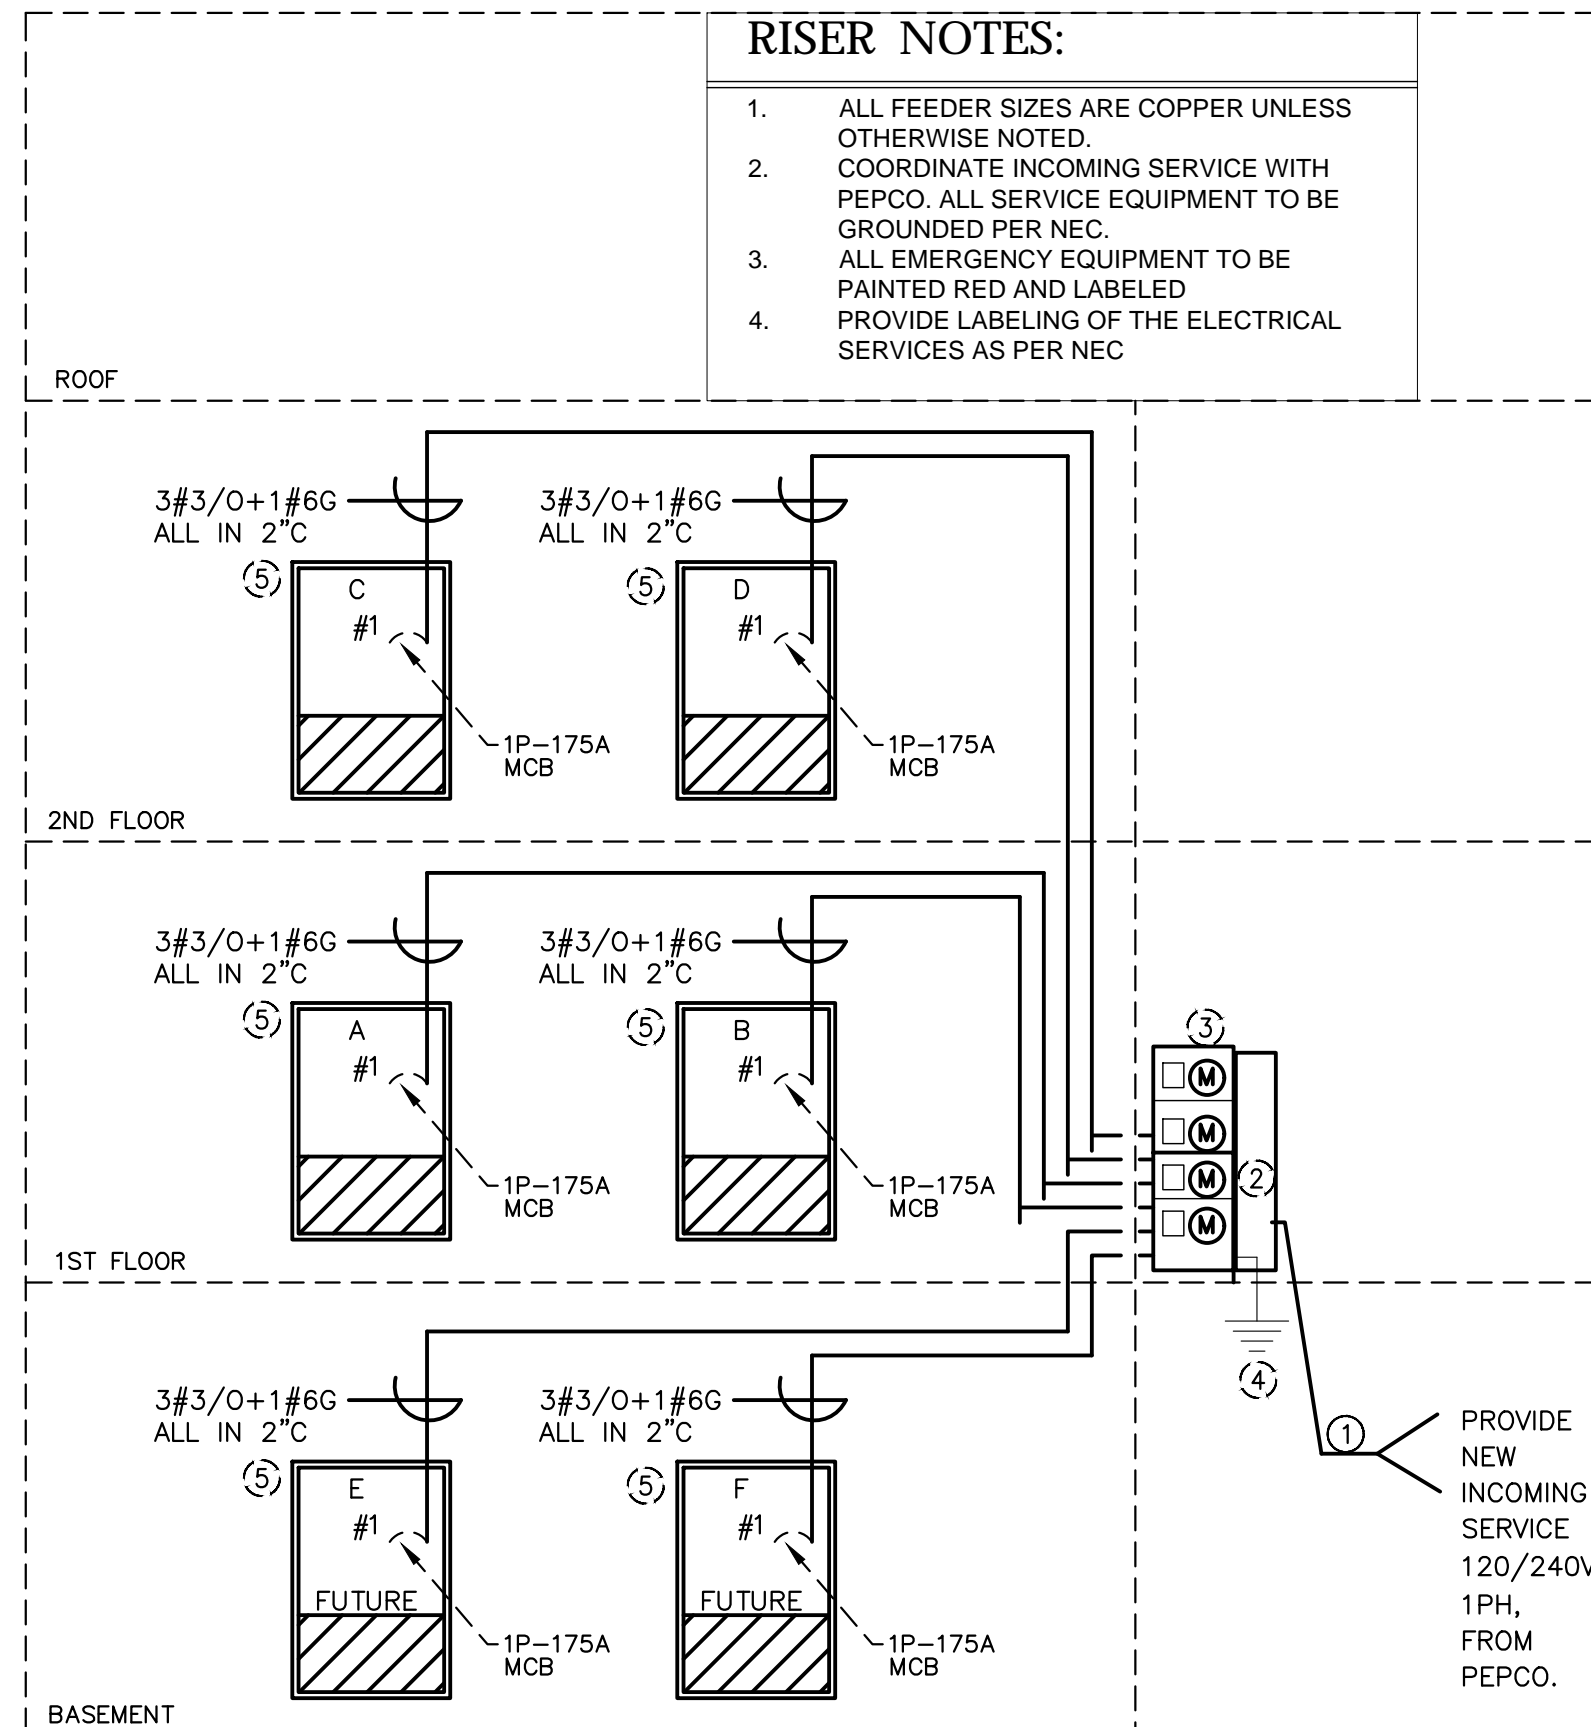 RISER NOTES:
1. ALL FEEDER SIZES ARE COPPER UNLESS
OTHERWISE NOTED.
2. COORDINATE INCOMING SERVICE WITH
PEPCO. ALL SERVICE EQUIPMENT TO BE
GROUNDED PER NEC.
3. ALL EMERGENCY EQUIPMENT TO BE
PAINTED RED AND LABELED
4. PROVIDE LABELING OF THE ELECTRICAL
SERVICES AS PER NEC
ROOF
3#3/0+1#6G
ALL IN 2"C
5
C
#1
1P-175A
MCB
3#3/0+1#6G
ALL IN 2"C
5
D
#1
1P-175A
MCB
2ND FLOOR
3#3/0+1#6G
ALL IN 2"C
5
A
#1
1P-175A
MCB
3#3/0+1#6G
ALL IN 2"C
5
B
#1
1P-175A
MCB
1ST FLOOR
3
M
M
M
M
2
4
3#3/0+1#6G
ALL IN 2"C
5
E
#1
FUTURE
1P-175A
MCB
3#3/0+1#6G
ALL IN 2"C
5
F
#1
FUTURE
1P-175A
MCB
BASEMENT
1
PROVIDE
NEW
INCOMING
SERVICE
120/240V
1PH,
FROM
PEPCO.